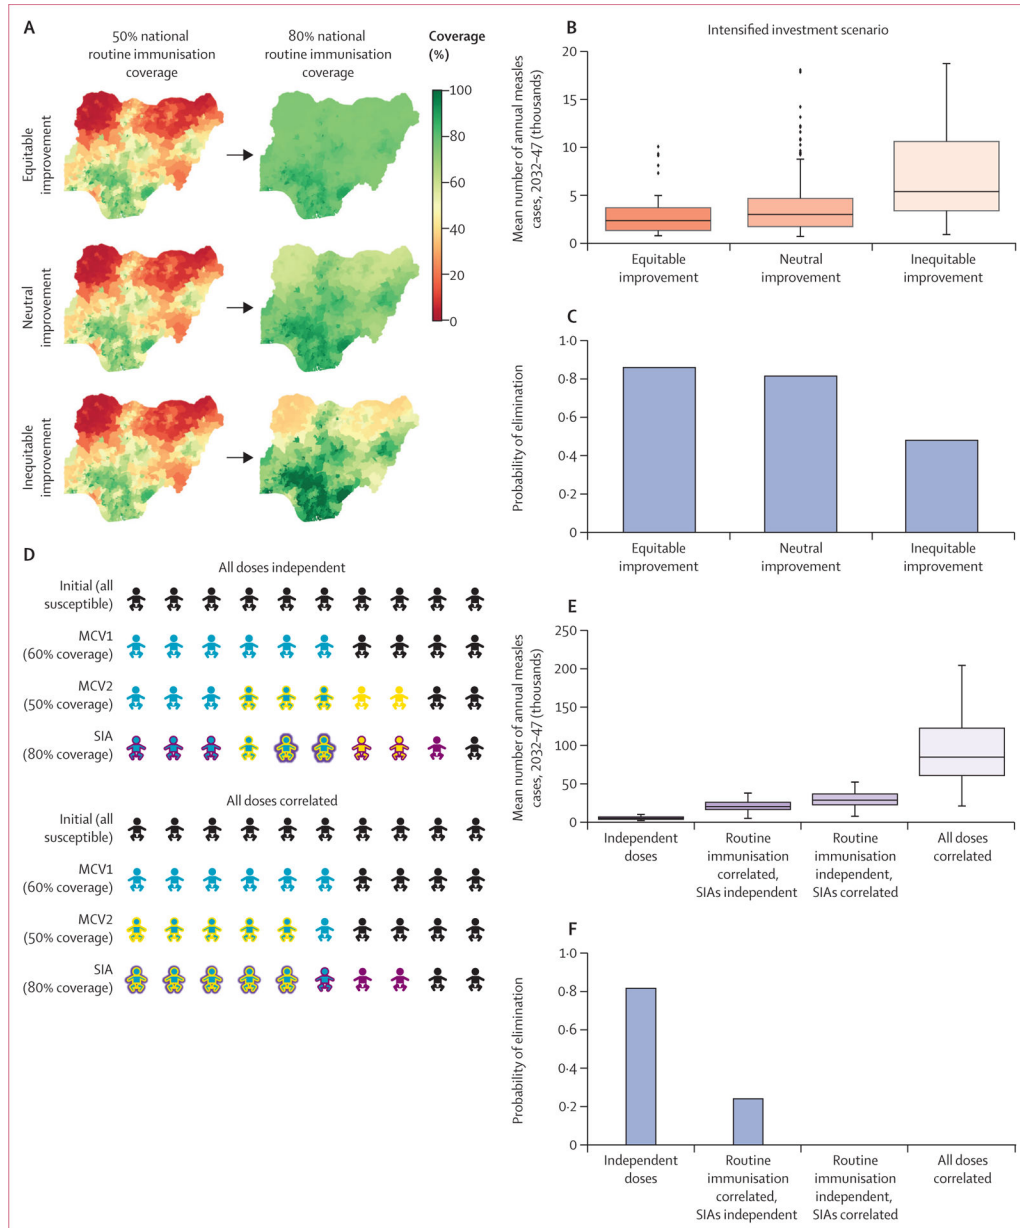 A
50% national
routine immunisation
coverage
80% national
routine immunisation
coverage
Coverage
(%)
100
80
60
40
20
0
Equitable
improvement
Neutral
improvement
Inequitable
improvement
B
Intensified investment scenario
Mean number of annual measles
cases, 2032–47 (thousands)
20
15
10
5
0
Equitable
improvement
Neutral
improvement
Inequitable
improvement
C
Probability of elimination
1·0
0·8
0·6
0·4
0·2
0
Equitable
improvement
Neutral
improvement
Inequitable
improvement
D
All doses independent
Initial (all
susceptible)
MCV1
(60% coverage)
MCV2
(50% coverage)
SIA
(80% coverage)
All doses correlated
Initial (all
susceptible)
MCV1
(60% coverage)
MCV2
(50% coverage)
SIA
(80% coverage)
E
Mean number of annual measles
cases, 2032–47 (thousands)
250
200
150
100
50
0
Independent
doses
Routine
immunisation
correlated,
SIAs independent
Routine
immunisation
independent,
SIAs correlated
All doses
correlated
F
Probability of elimination
1·0
0·8
0·6
0·4
0·2
0
Independent
doses
Routine
immunisation
correlated,
SIAs independent
Routine
immunisation
independent,
SIAs correlated
All doses
correlated